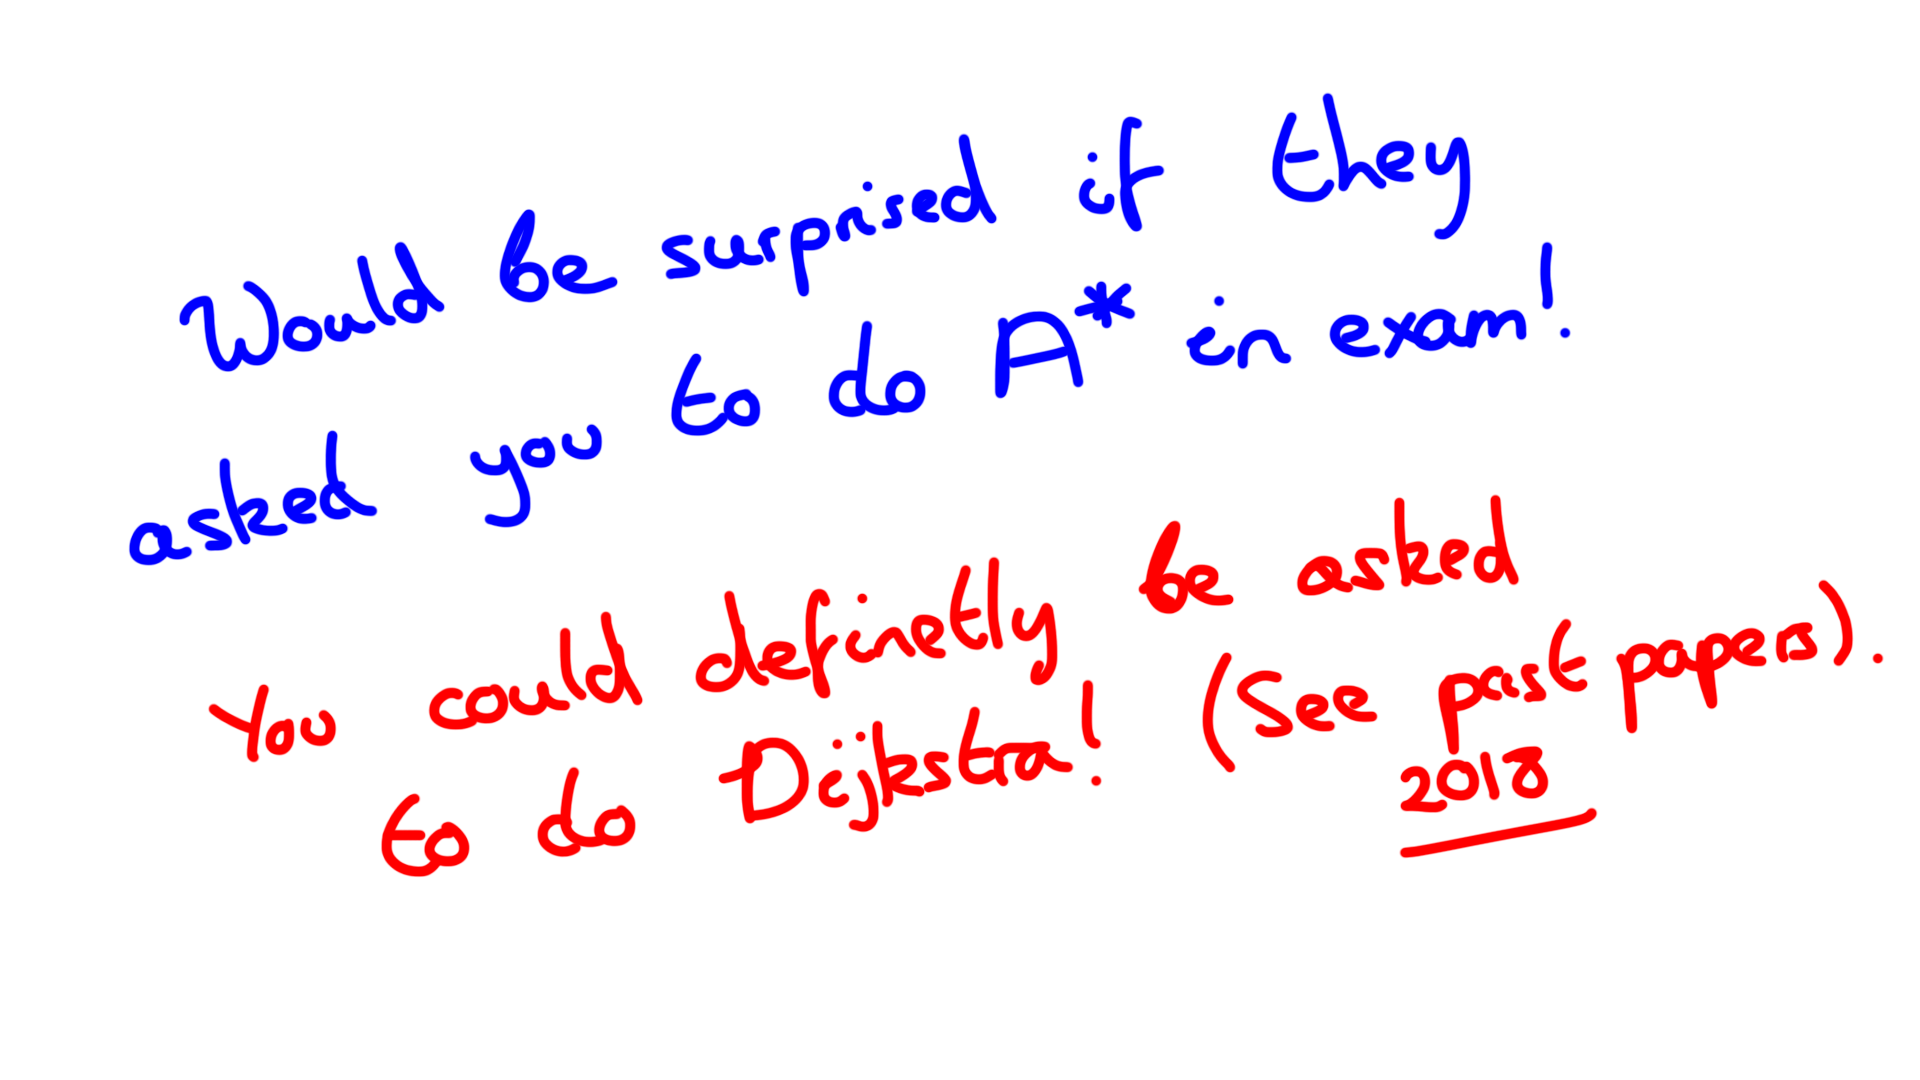 Would be surprised if they
asked you to do A* in exam!
You could definetly be asked
to do Dijkstra! (See past papers).
2018